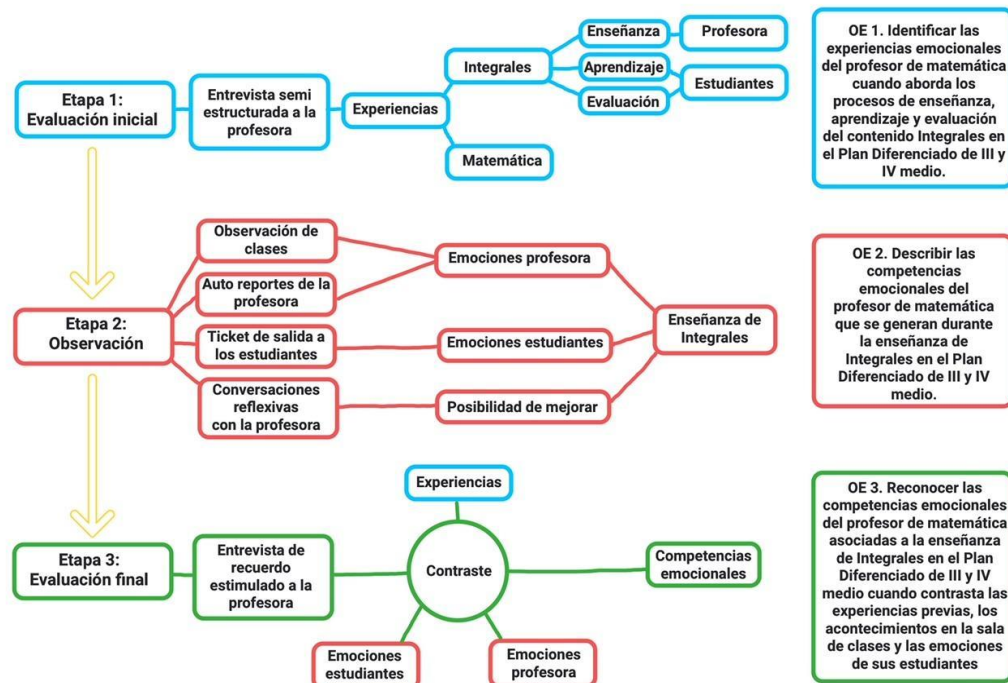 Etapa 1:
Evaluación inicial
Entrevista semi
estructurada a la
profesora
Experiencias
Integrales
Matemática
Enseñanza
Aprendizaje
Evaluación
Profesora
Estudiantes
OE 1. Identificar las
experiencias emocionales
del profesor de matemática
cuando aborda los
procesos de enseñanza,
aprendizaje y evaluación
del contenido Integrales en
el Plan Diferenciado de III y
IV medio.
Etapa 2:
Observación
Observación de
clases
Auto reportes de la
profesora
Ticket de salida a
los estudiantes
Conversaciones
reflexivas
con la profesora
Emociones profesora
Emociones estudiantes
Posibilidad de mejorar
Enseñanza de
Integrales
OE 2. Describir las
competencias
emocionales del
profesor de matemática
que se generan durante
la enseñanza de
Integrales en el Plan
Diferenciado de III y IV
medio.
Etapa 3:
Evaluación final
Entrevista de
recuerdo
estimulado a la
profesora
Experiencias
Contraste
Emociones
estudiantes
Emociones
profesora
Competencias
emocionales
OE 3. Reconocer las
competencias emocionales
del profesor de matemática
asociadas a la enseñanza
de Integrales en el Plan
Diferenciado de III y IV
medio cuando contrasta las
experiencias previas, los
acontecimientos en la sala
de clases y las emociones
de sus estudiantes